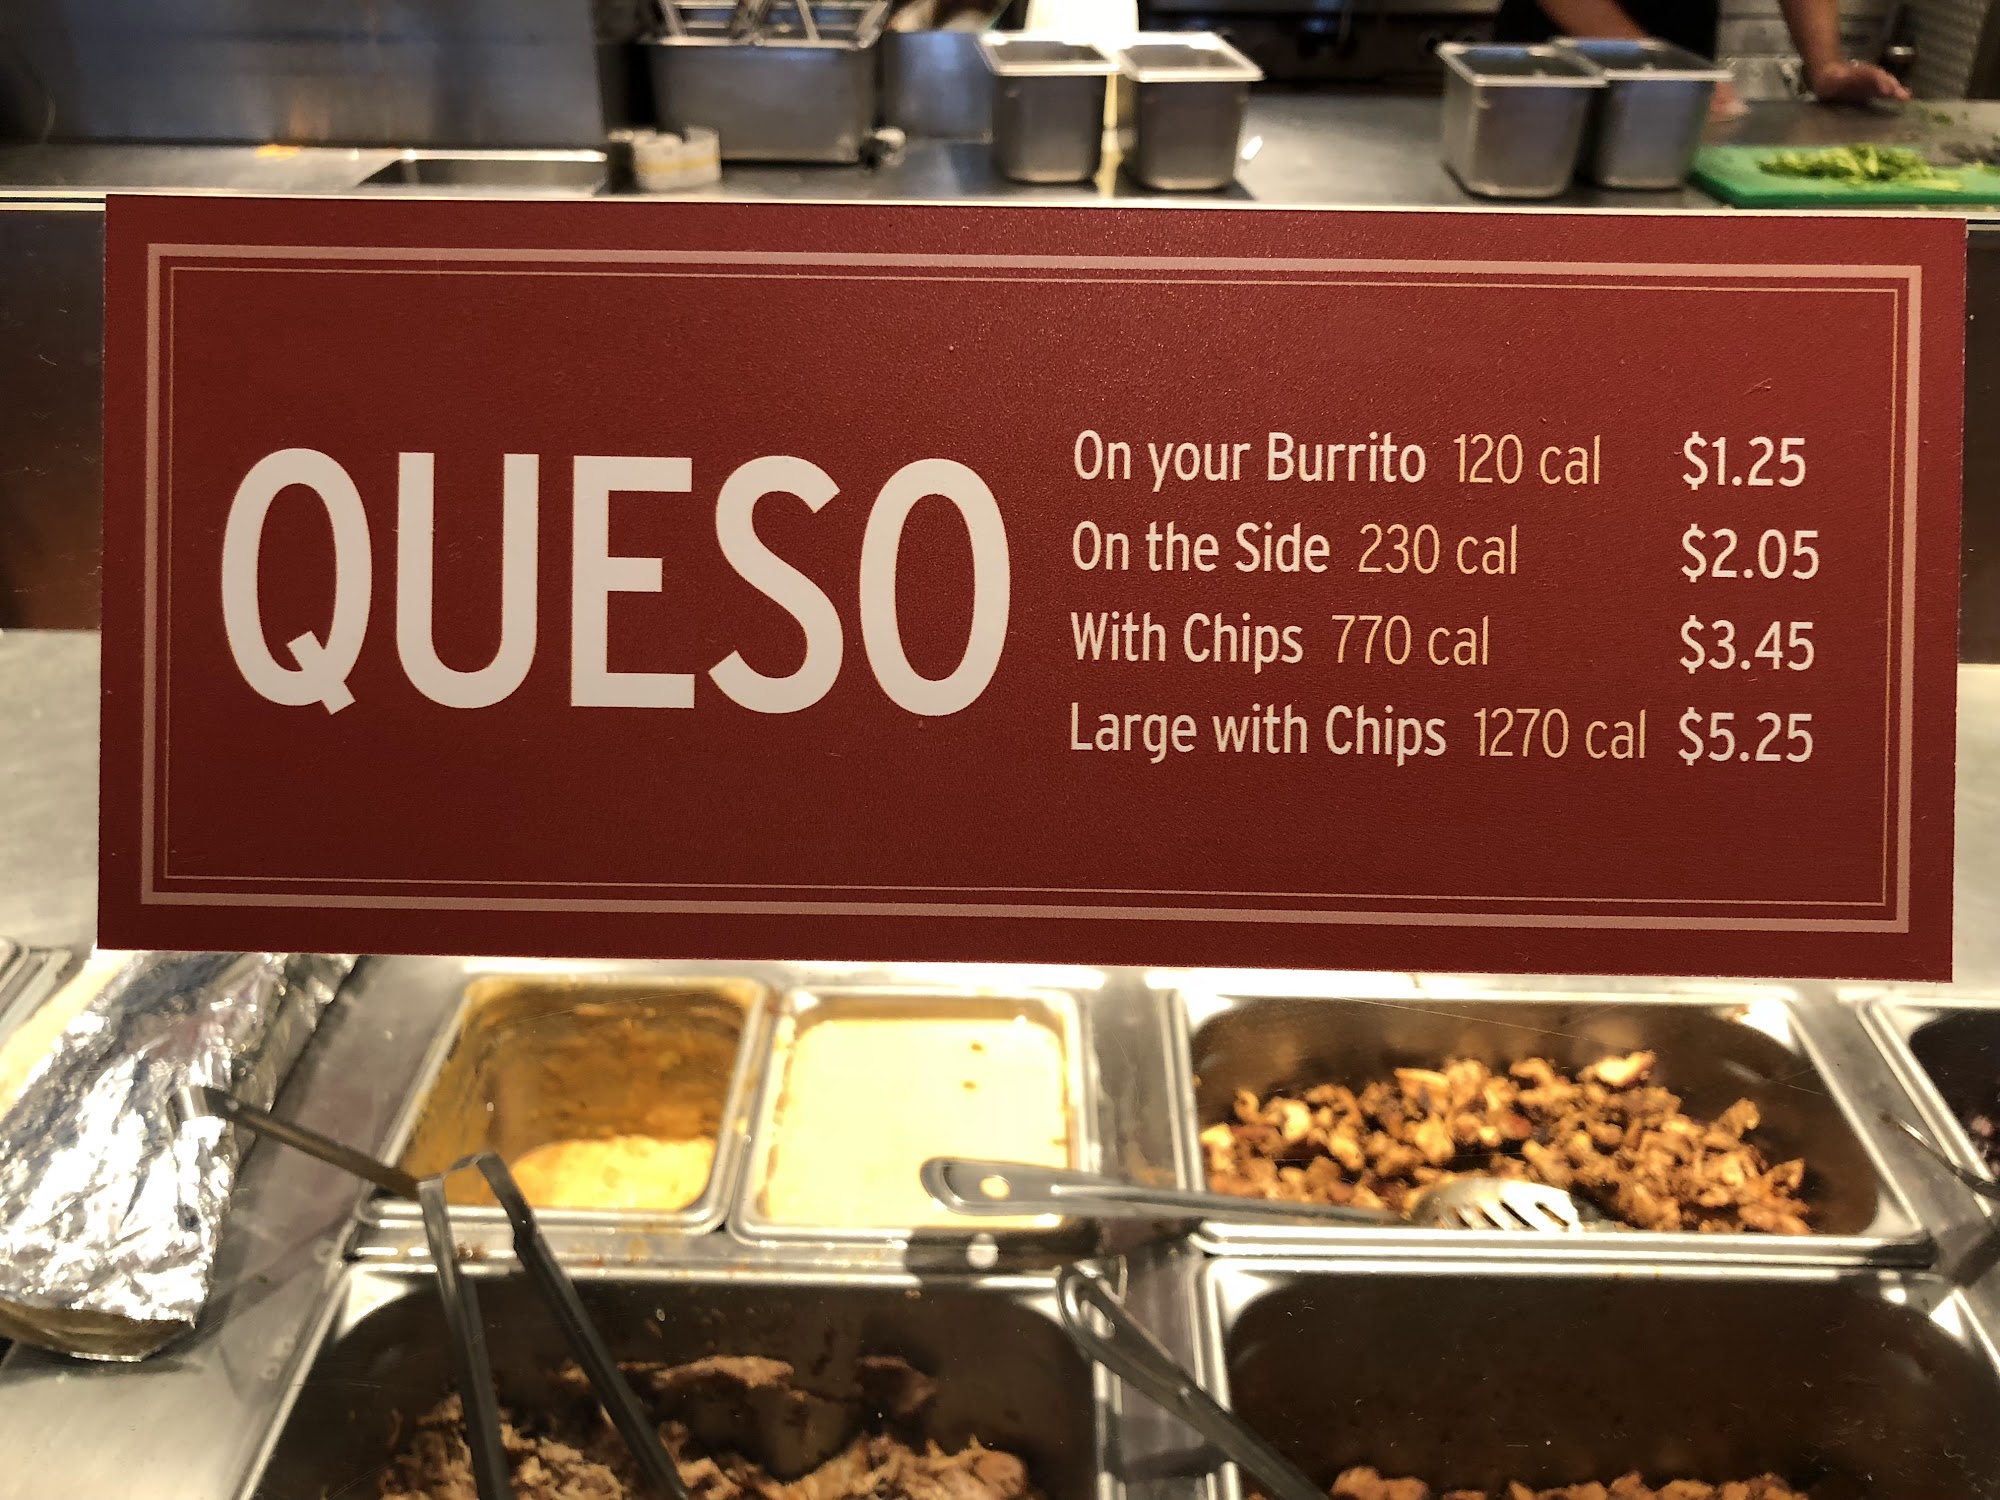 QUESO
On your Burrito 120 cal $1.25
On the Side 230 cal $2.05
With Chips 770 cal $3.45
Large with Chips 1270 cal $5.25